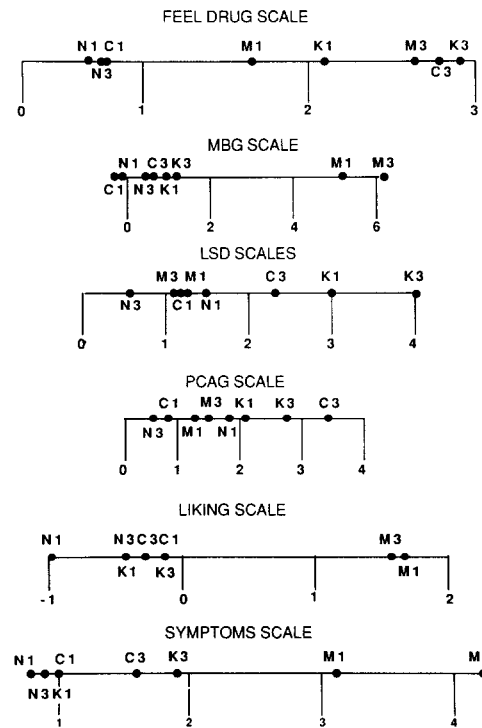 FEEL DRUG SCALE
N1 C1 M1 K1 M3 K3
N3 C3
0 1 2 3
MBG SCALE
N1 C3 K3 M1 M3
C1 N3 K1
0 2 4 6
LSD SCALES
M3 M1 C3 K1 K3
N3 C1 N1
0 1 2 3 4
PCAG SCALE
C1 M3 K1 K3 C3
N3 M1 N1
0 1 2 3 4
LIKING SCALE
N1 N3 C3 C1 M3
K1 K3 M1
-1 0 1 2
SYMPTOMS SCALE
N1 C1 C3 K3 M1 M
N3 K1
1 2 3 4